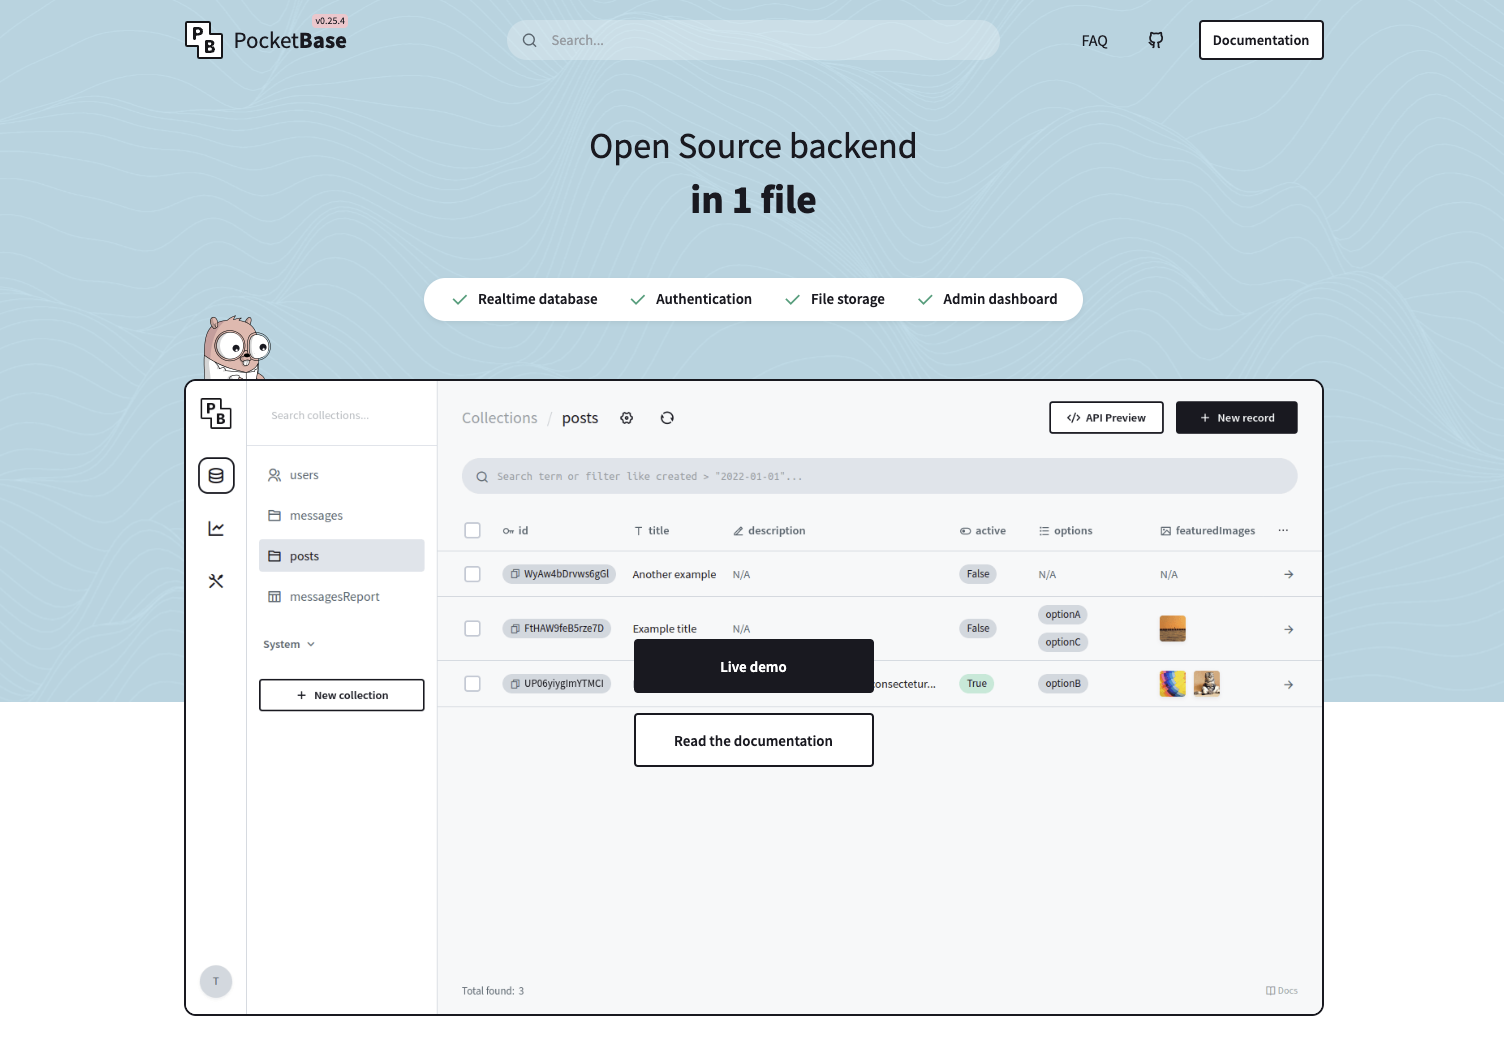 PocketBase
v0.25.4
Search...
FAQ
Documentation
Open Source backend
in 1 file
Realtime database
Authentication
File storage
Admin dashboard
PB
Search collections...
users
messages
posts
messagesReport
System
+ New collection
T
Collections / posts
</> API Preview
+ New record
Search term or filter like created > "2022-01-01"...
id title description active options featuredImages ...
WyAw4bDrvws6gGl Another example N/A False N/A N/A
FtHAW9feB5rze7D Example title N/A False optionA
optionC
Live demo
consectetur... True optionB
Read the documentation
Total found: 3
Docs